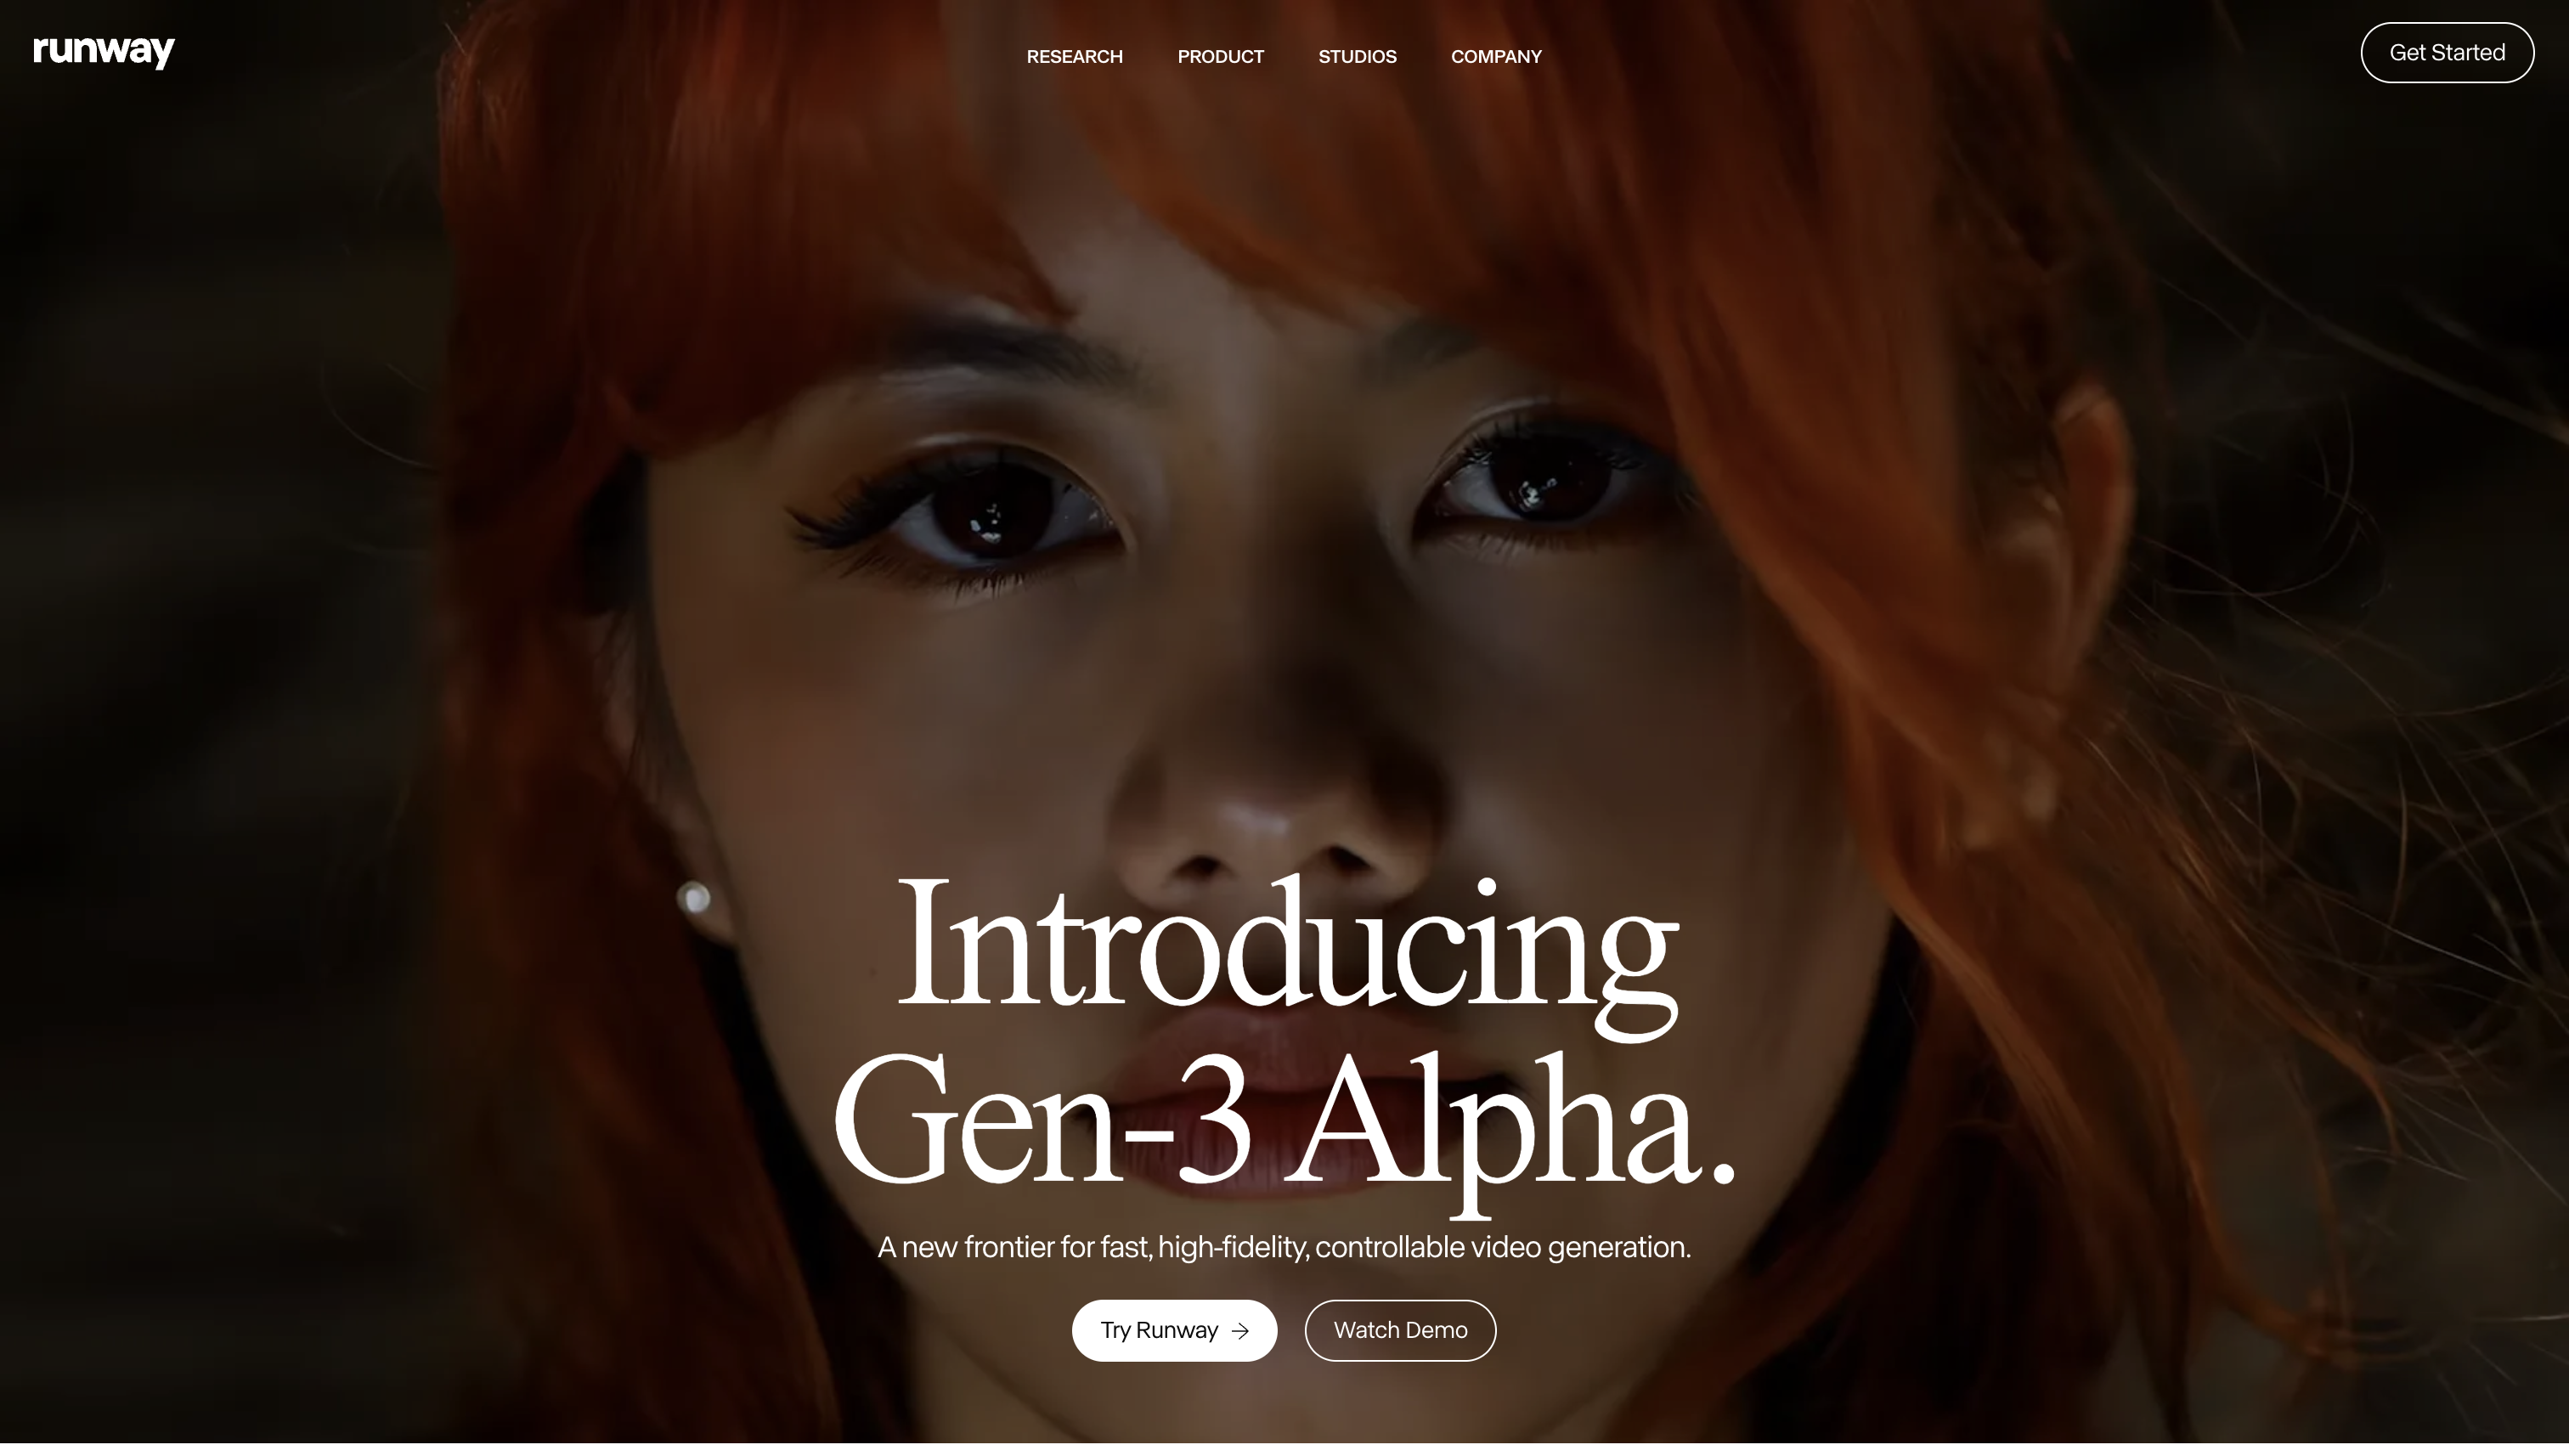 runway
RESEARCH PRODUCT STUDIOS COMPANY
Get Started
Introducing
Gen-3 Alpha.
A new frontier for fast, high-fidelity, controllable video generation.
Try Runway →
Watch Demo